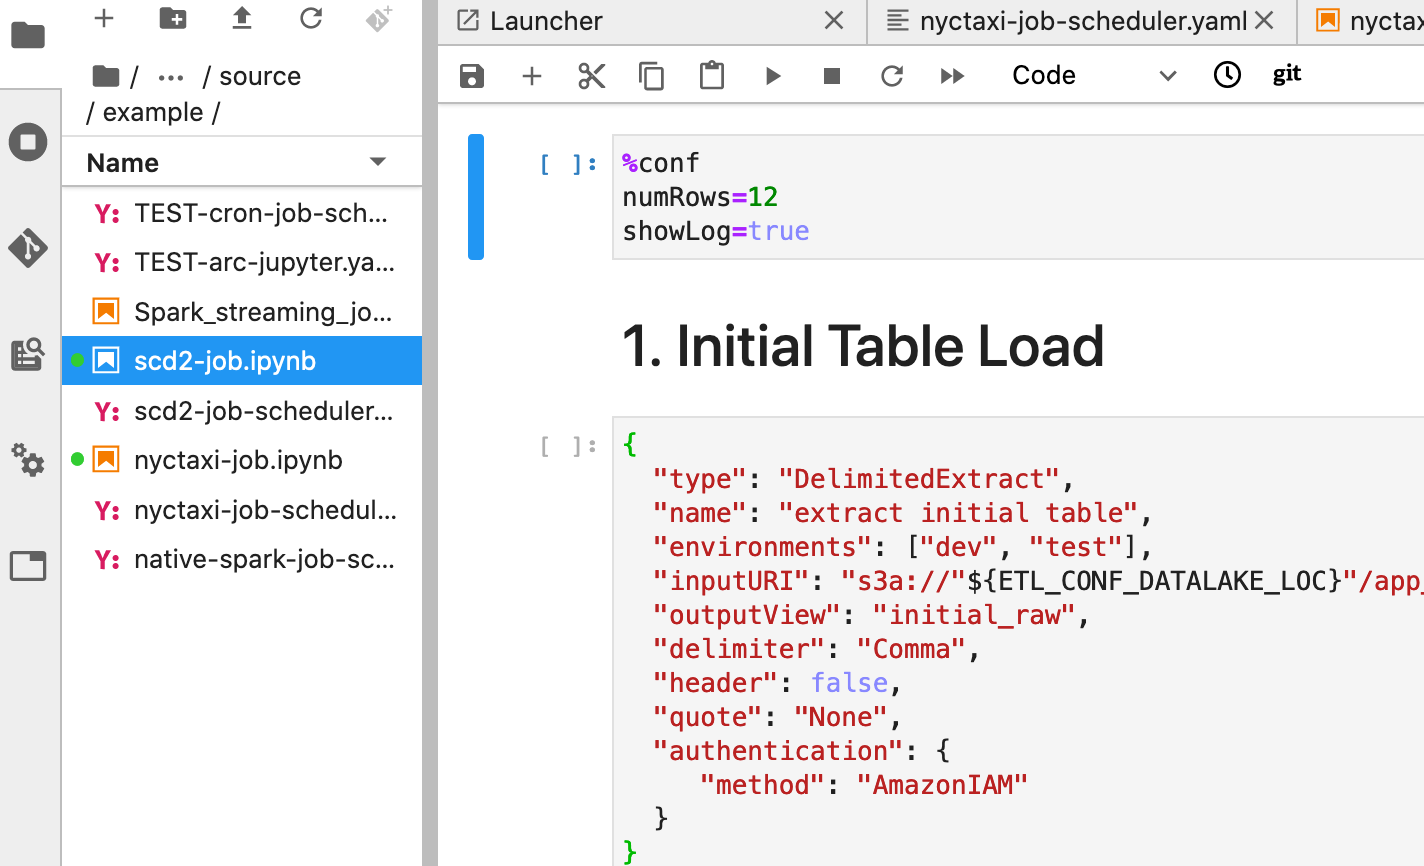 / ... / source
/ example /
Name
Y: TEST-cron-job-sch...
Y: TEST-arc-jupyter.ya...
Spark_streaming_jo...
scd2-job.ipynb
Y: scd2-job-scheduler...
nyctaxi-job.ipynb
Y: nyctaxi-job-schedul...
Y: native-spark-job-sc...
Launcher
nyctaxi-job-scheduler.yaml
nyctax
Code
git
[ ]:
%conf
numRows=12
showLog=true
1. Initial Table Load
[ ]:
{
"type": "DelimitedExtract",
"name": "extract initial table",
"environments": ["dev", "test"],
"inputURI": "s3a://"${ETL_CONF_DATALAKE_LOC}"/app_
"outputView": "initial_raw",
"delimiter": "Comma",
"header": false,
"quote": "None",
"authentication": {
"method": "AmazonIAM"
}
}